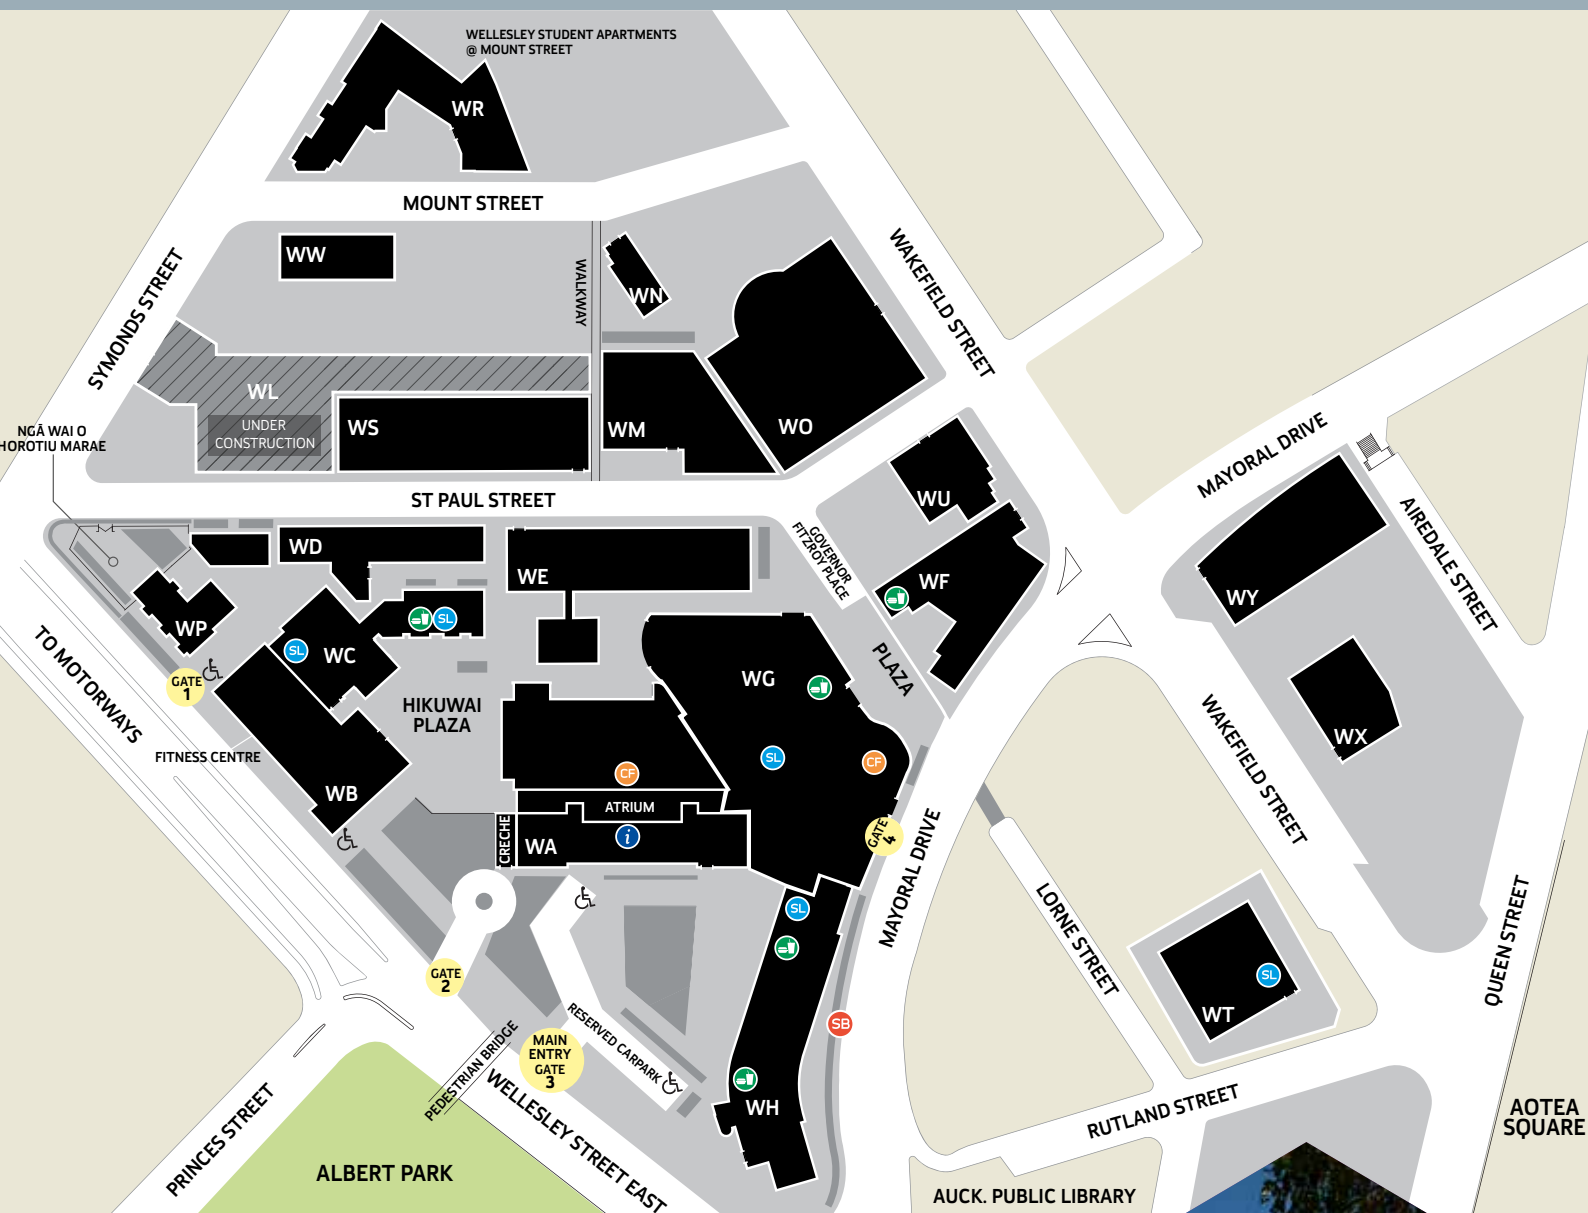 WELLESLEY STUDENT APARTMENTS
@ MOUNT STREET
WR
MOUNT STREET
WW
WALKWAY
WN
WAKEFIELD STREET
SYMONDS STREET
WL
UNDER
CONSTRUCTION
WS
WM
WO
NGĀ WAI O
HOROTIU MARAE
ST PAUL STREET
WU
MAYORAL DRIVE
AIREDALE STREET
GOVERNOR
FITZROY PLACE
WD
WE
WF
WY
WP
SL
SL
WC
TO MOTORWAYS
GATE
1
HIKUWAI
PLAZA
WG
PLAZA
WAKEFIELD STREET
WX
FITNESS CENTRE
WB
CF
SL
CF
ATRIUM
CRECHE
WA
i
GATE
4
MAYORAL DRIVE
SL
LORNE STREET
QUEEN STREET
SL
WT
GATE
2
SB
MAIN
ENTRY
GATE
3
RESERVED CARPARK
PEDESTRIAN BRIDGE
WH
WELLESLEY STREET EAST
PRINCES STREET
ALBERT PARK
RUTLAND STREET
AOTEA
SQUARE
AUCK. PUBLIC LIBRARY